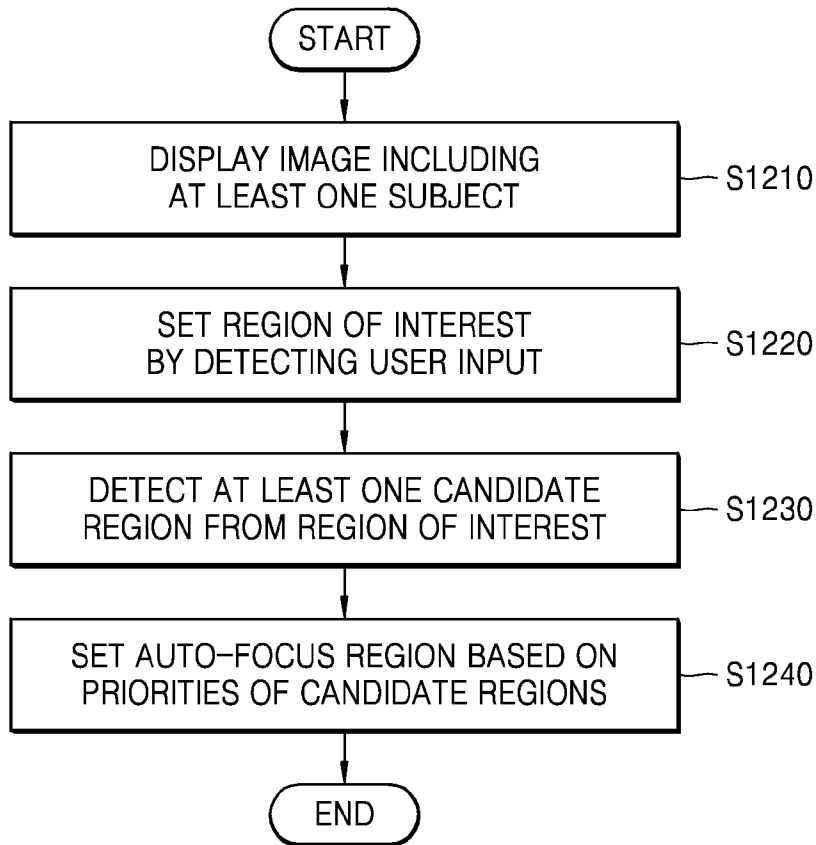 START
DISPLAY IMAGE INCLUDING
AT LEAST ONE SUBJECT
S1210
SET REGION OF INTEREST
BY DETECTING USER INPUT
S1220
DETECT AT LEAST ONE CANDIDATE
REGION FROM REGION OF INTEREST
S1230
SET AUTO-FOCUS REGION BASED ON
PRIORITIES OF CANDIDATE REGIONS
S1240
END